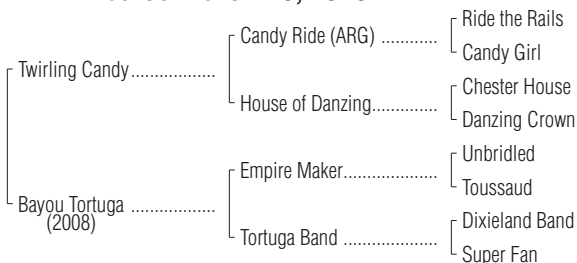 Ride the Rails
Candy Ride (ARG) ............
Candy Girl
Twirling Candy.................
Chester House
House of Danzing..............
Danzing Crown
Unbridled
Empire Maker....................
Toussaud
Bayou Tortuga .................
(2008)
Dixieland Band
Tortuga Band ....................
Super Fan